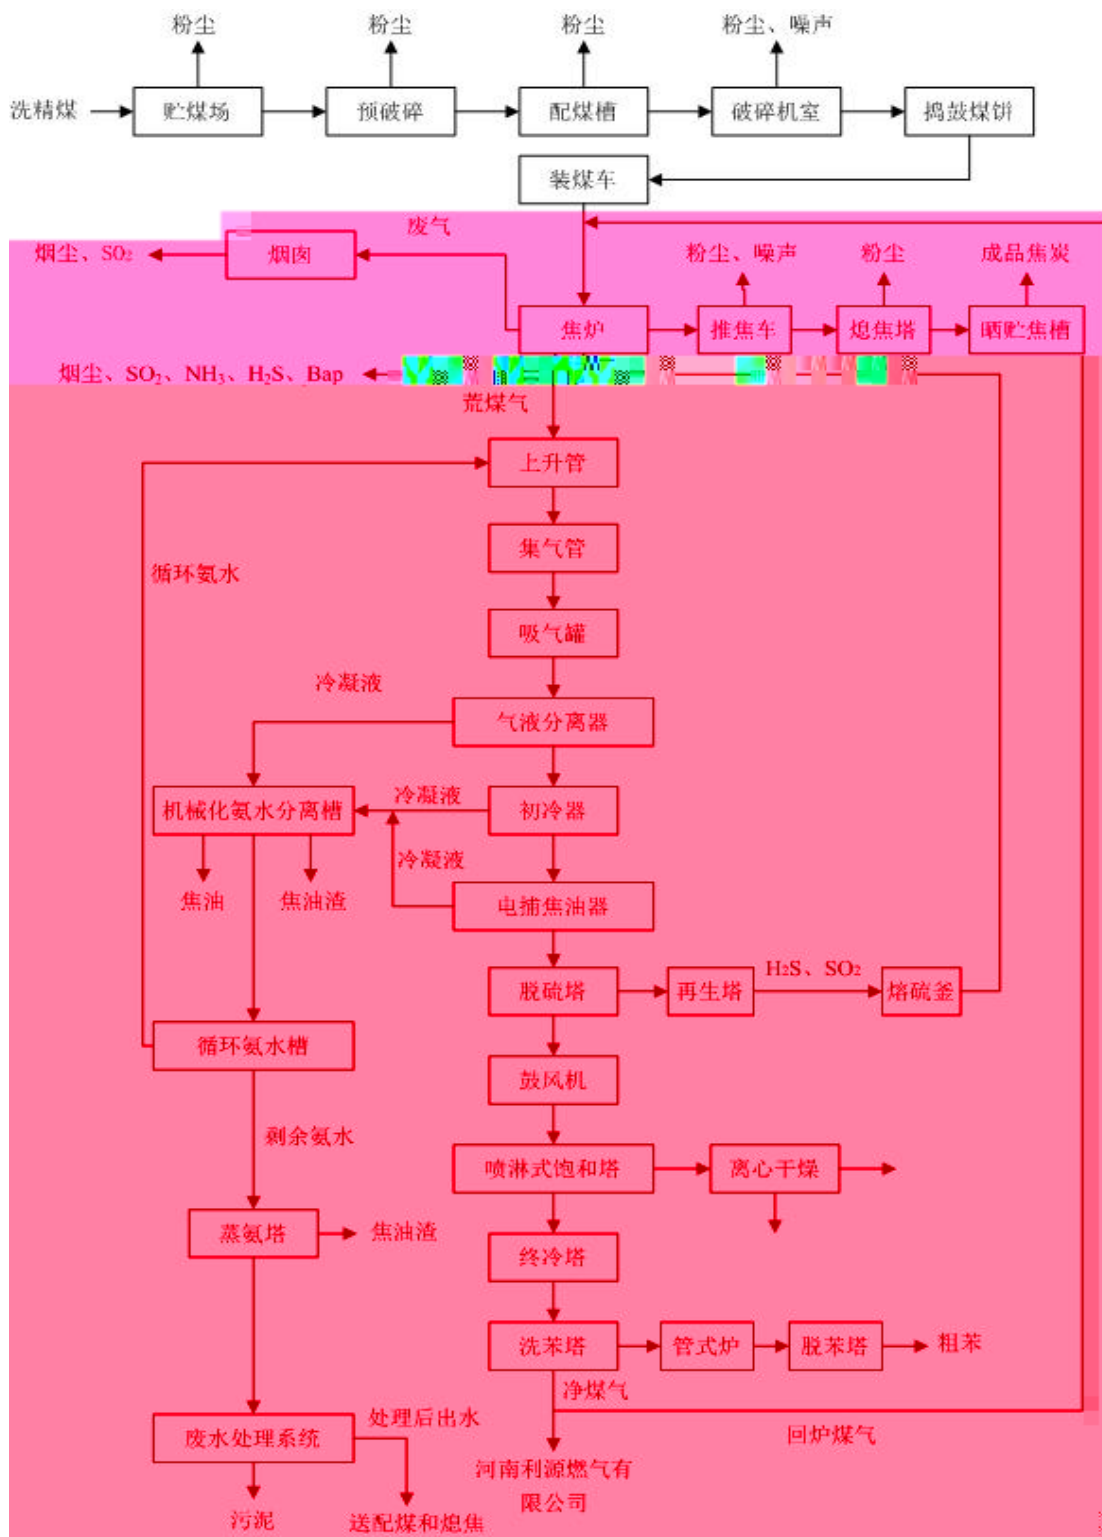 粉尘
粉尘
粉尘
粉尘、噪声
洗精煤
贮煤场
预破碎
配煤槽
破碎机室
捣鼓煤饼
装煤车
废气
烟尘、SO₂
烟囱
粉尘、噪声
粉尘
成品焦炭
焦炉
推焦车
熄焦塔
晒贮焦槽
烟尘、SO₂、NH₃、H₂S、Bap
荒煤气
上升管
集气管
循环氨水
吸气罐
冷凝液
气液分离器
机械化氨水分离槽
冷凝液
初冷器
冷凝液
焦油
焦油渣
电捕焦油器
H₂S、SO₂
脱硫塔
再生塔
熔硫釜
循环氨水槽
鼓风机
剩余氨水
喷淋式饱和塔
离心干燥
蒸氨塔
焦油渣
终冷塔
洗苯塔
管式炉
脱苯塔
粗苯
净煤气
处理后出水
废水处理系统
回炉煤气
河南利源燃气有
限公司
污泥
送配煤和熄焦